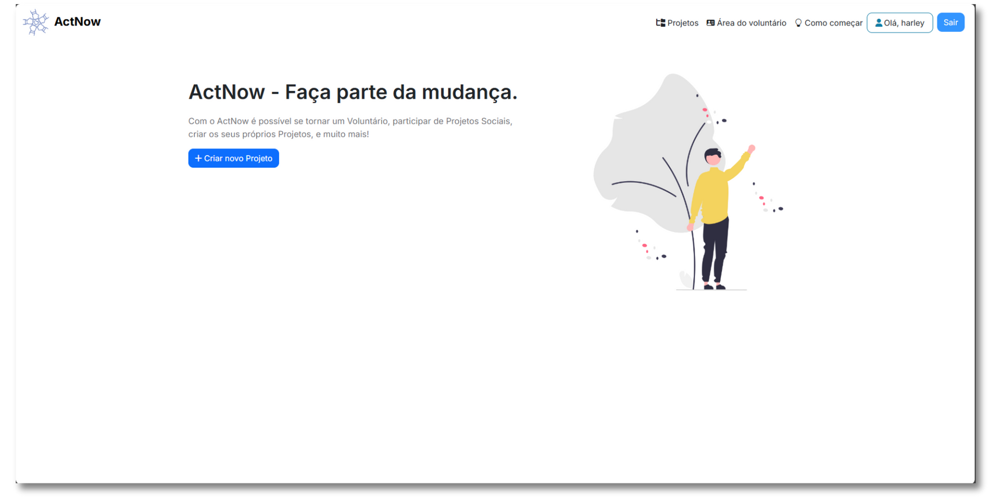 ActNow
Projetos
Área do voluntário
Como começar
Olá, harley
Sair
ActNow - Faça parte da mudança.
Com o ActNow é possível se tornar um Voluntário, participar de Projetos Sociais,
criar os seus próprios Projetos, e muito mais!
+ Criar novo Projeto